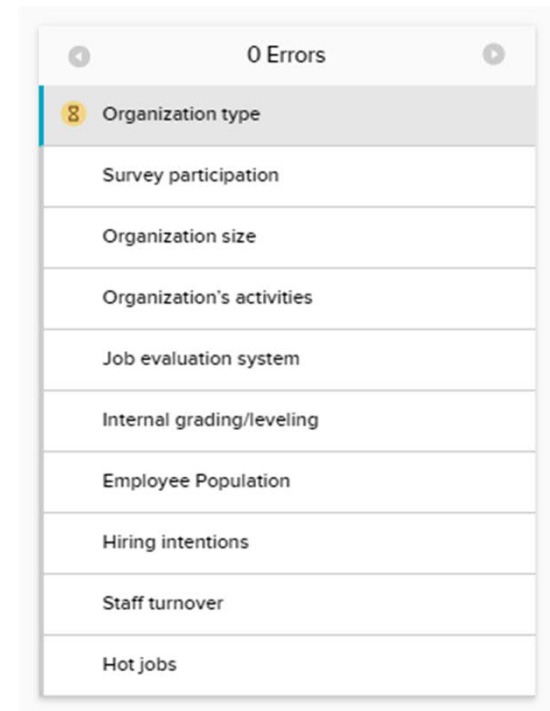 0 Errors
Organization type
Survey participation
Organization size
Organization's activities
Job evaluation system
Internal grading/leveling
Employee Population
Hiring intentions
Staff turnover
Hot jobs